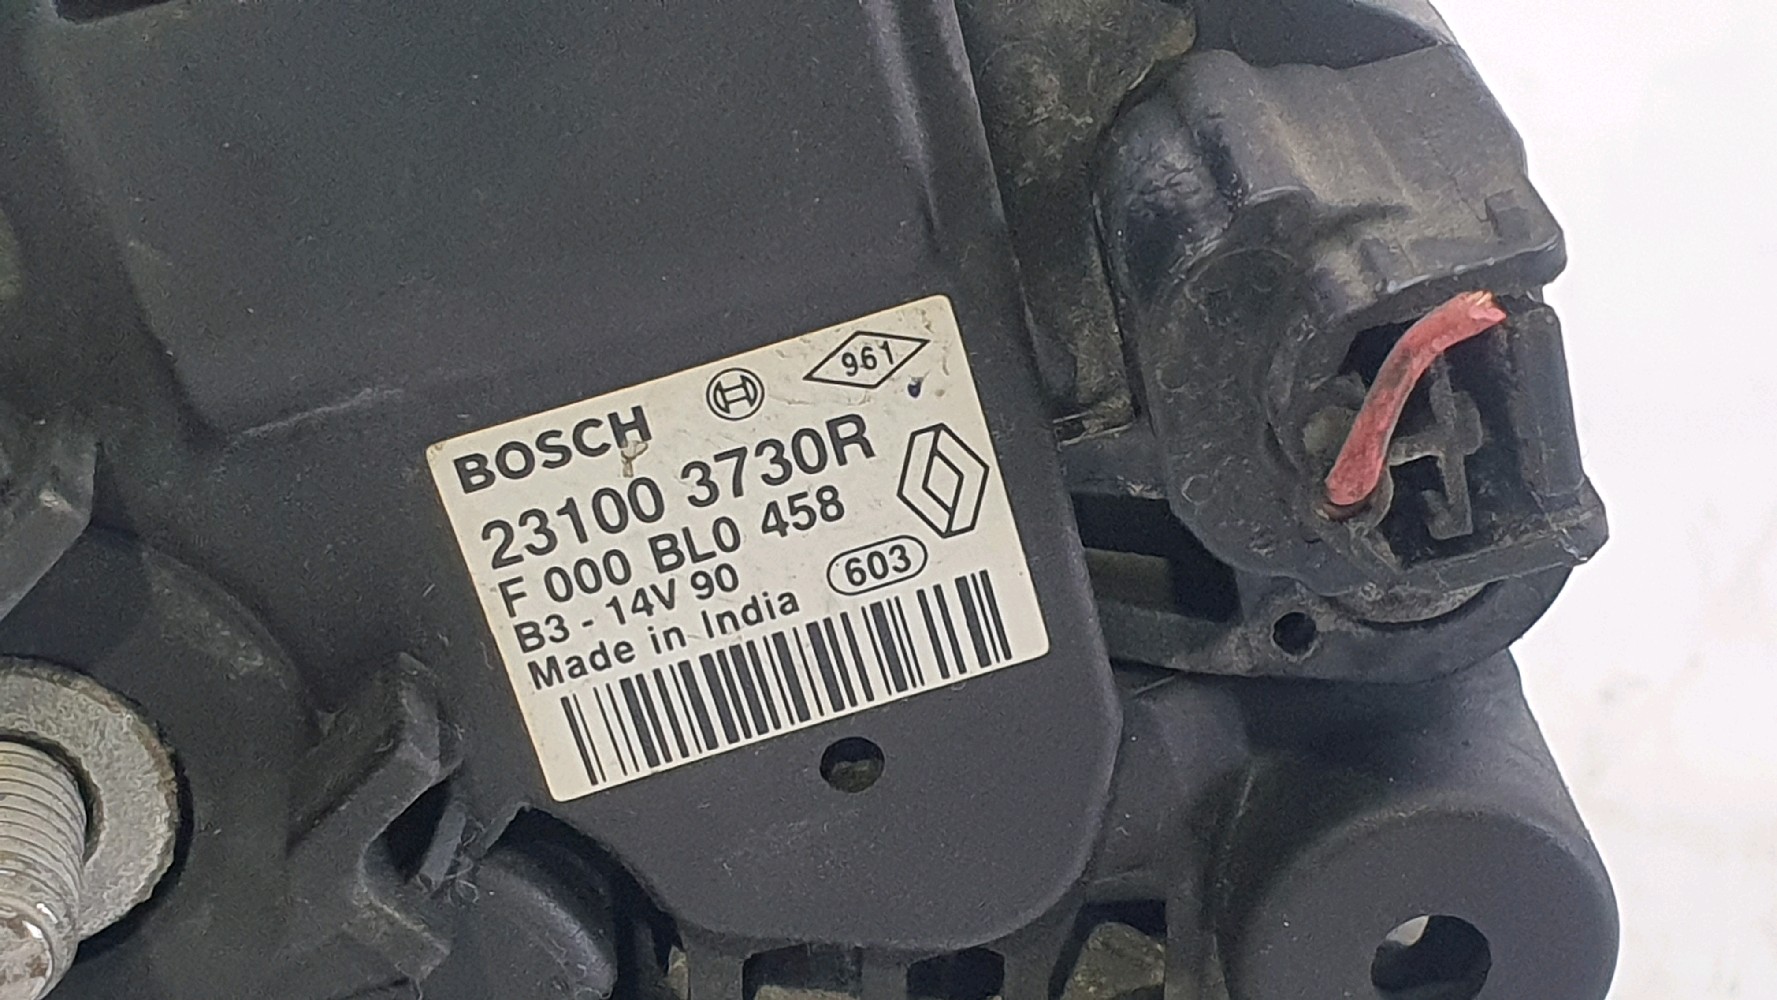 961
BOSCH
23100 3730R
F 000 BL0 458
B3 - 14V 90
603
Made in India